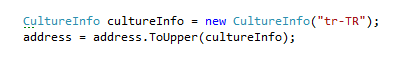 CultureInfo cultureInfo = new CultureInfo("tr-TR");
address = address.ToUpper(cultureInfo);